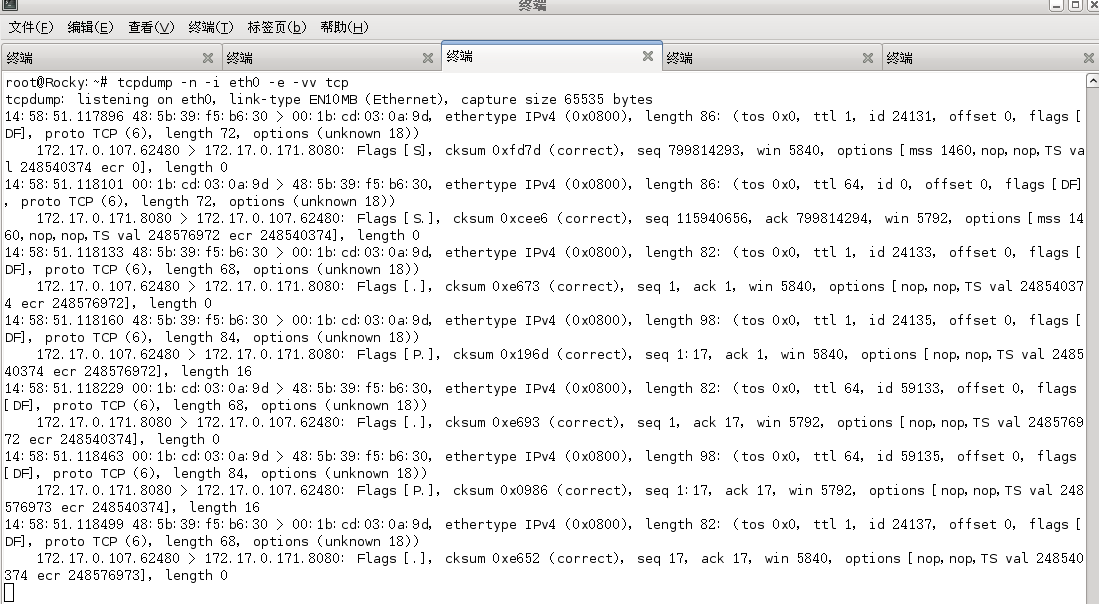 终端
文件(F) 编辑(E) 查看(V) 终端(T) 标签页(b) 帮助(H)
终端 终端 终端 终端 终端
root@Rocky:~# tcpdump -n -i eth0 -e -vv tcp
tcpdump: listening on eth0, link-type EN10MB (Ethernet), capture size 65535 bytes
14:58:51.117896 48:5b:39:f5:b6:30 > 00:1b:cd:03:0a:9d, ethertype IPv4 (0x0800), length 86: (tos 0x0, ttl 1, id 24131, offset 0, flags [
DF], proto TCP (6), length 72, options (unknown 18))
    172.17.0.107.62480 > 172.17.0.171.8080: Flags [S], cksum 0xfd7d (correct), seq 799814293, win 5840, options [mss 1460,nop,nop,TS va
l 248540374 ecr 0], length 0
14:58:51.118101 00:1b:cd:03:0a:9d > 48:5b:39:f5:b6:30, ethertype IPv4 (0x0800), length 86: (tos 0x0, ttl 64, id 0, offset 0, flags [DF]
, proto TCP (6), length 72, options (unknown 18))
    172.17.0.171.8080 > 172.17.0.107.62480: Flags [S.], cksum 0xcee6 (correct), seq 115940656, ack 799814294, win 5792, options [mss 14
60,nop,nop,TS val 248576972 ecr 248540374], length 0
14:58:51.118133 48:5b:39:f5:b6:30 > 00:1b:cd:03:0a:9d, ethertype IPv4 (0x0800), length 82: (tos 0x0, ttl 1, id 24133, offset 0, flags [
DF], proto TCP (6), length 68, options (unknown 18))
    172.17.0.107.62480 > 172.17.0.171.8080: Flags [.], cksum 0xe673 (correct), seq 1, ack 1, win 5840, options [nop,nop,TS val 24854037
4 ecr 248576972], length 0
14:58:51.118160 48:5b:39:f5:b6:30 > 00:1b:cd:03:0a:9d, ethertype IPv4 (0x0800), length 98: (tos 0x0, ttl 1, id 24135, offset 0, flags [
DF], proto TCP (6), length 84, options (unknown 18))
    172.17.0.107.62480 > 172.17.0.171.8080: Flags [P.], cksum 0x196d (correct), seq 1:17, ack 1, win 5840, options [nop,nop,TS val 2485
40374 ecr 248576972], length 16
14:58:51.118229 00:1b:cd:03:0a:9d > 48:5b:39:f5:b6:30, ethertype IPv4 (0x0800), length 82: (tos 0x0, ttl 64, id 59133, offset 0, flags
[DF], proto TCP (6), length 68, options (unknown 18))
    172.17.0.171.8080 > 172.17.0.107.62480: Flags [.], cksum 0xe693 (correct), seq 1, ack 17, win 5792, options [nop,nop,TS val 2485769
72 ecr 248540374], length 0
14:58:51.118463 00:1b:cd:03:0a:9d > 48:5b:39:f5:b6:30, ethertype IPv4 (0x0800), length 98: (tos 0x0, ttl 64, id 59135, offset 0, flags
[DF], proto TCP (6), length 84, options (unknown 18))
    172.17.0.171.8080 > 172.17.0.107.62480: Flags [P.], cksum 0x0986 (correct), seq 1:17, ack 17, win 5792, options [nop,nop,TS val 248
576973 ecr 248540374], length 16
14:58:51.118499 48:5b:39:f5:b6:30 > 00:1b:cd:03:0a:9d, ethertype IPv4 (0x0800), length 82: (tos 0x0, ttl 1, id 24137, offset 0, flags [
DF], proto TCP (6), length 68, options (unknown 18))
    172.17.0.107.62480 > 172.17.0.171.8080: Flags [.], cksum 0xe652 (correct), seq 17, ack 17, win 5840, options [nop,nop,TS val 248540
374 ecr 248576973], length 0